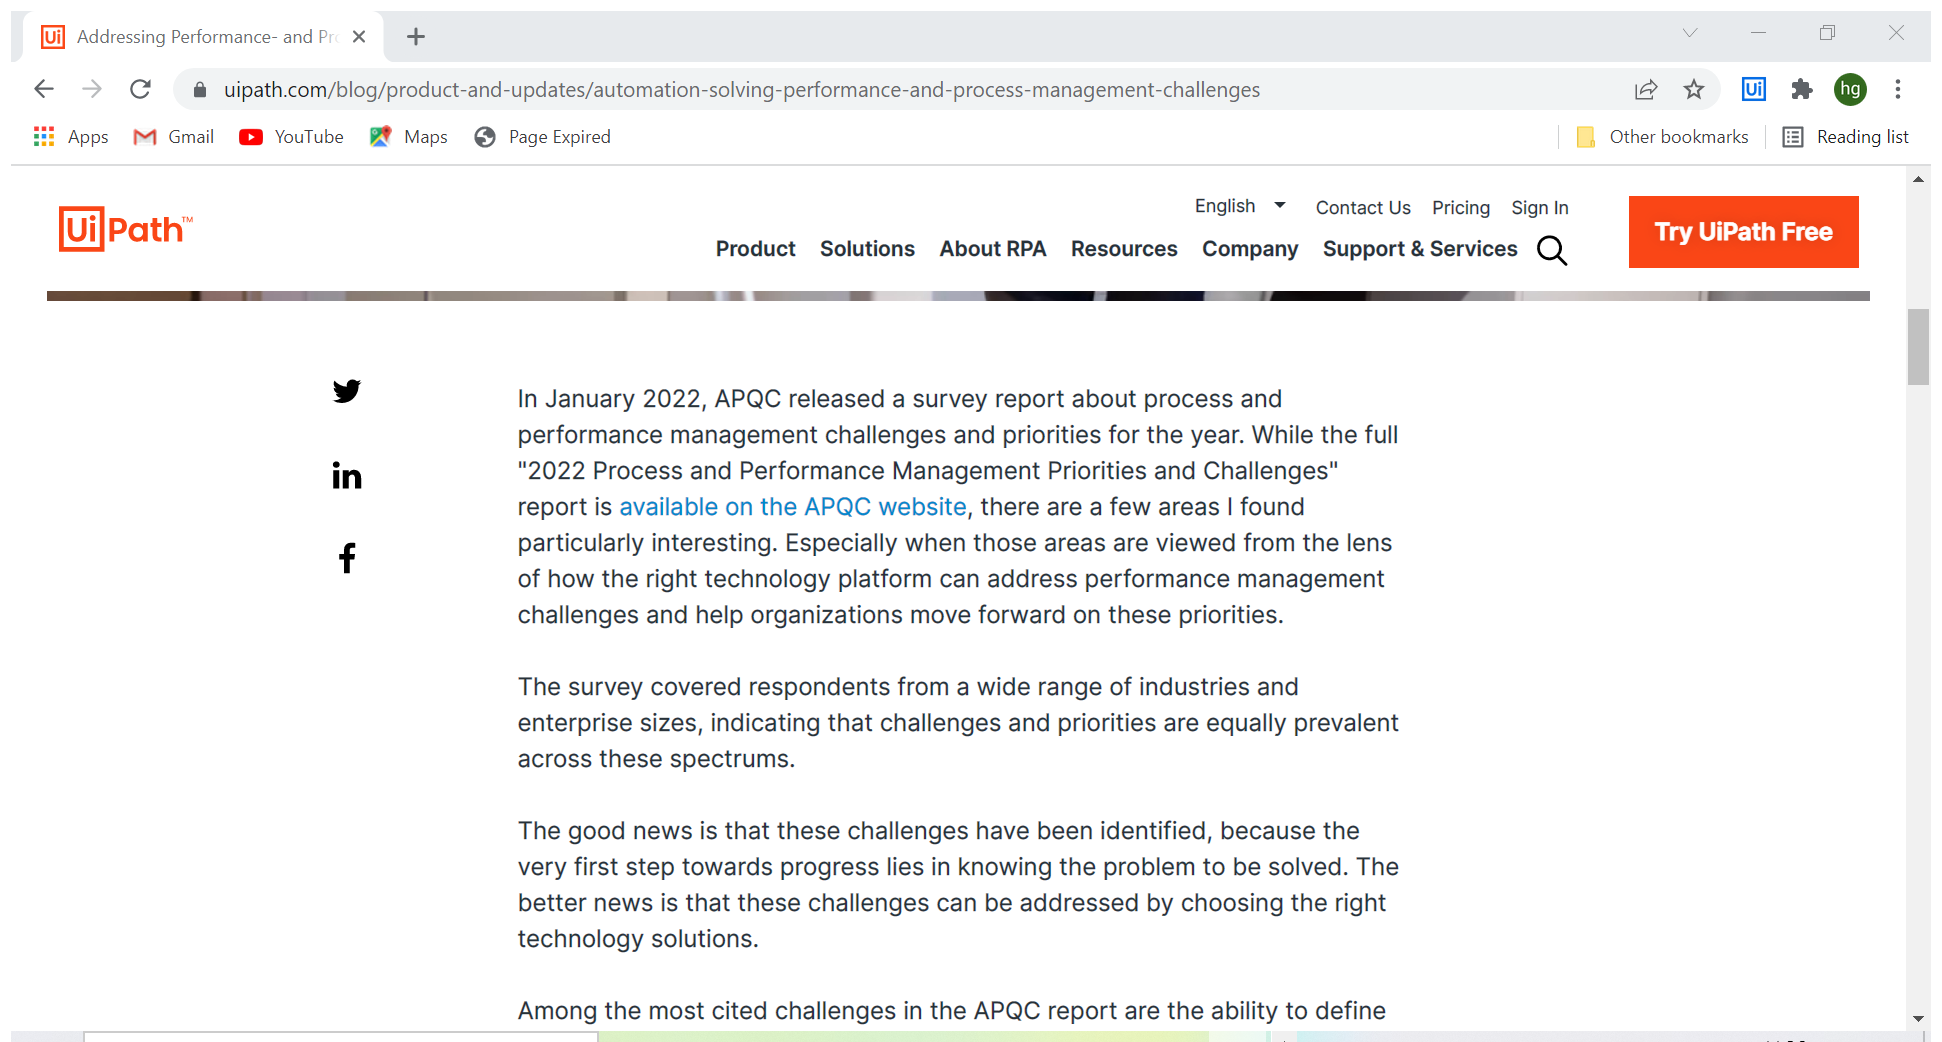 Ui Addressing Performance- and Pr
uipath.com/blog/product-and-updates/automation-solving-performance-and-process-management-challenges
Ui
hg
Apps
Gmail
YouTube
Maps
Page Expired
Other bookmarks
Reading list
English
Contact Us
Pricing
Sign In
UiPath™
Product
Solutions
About RPA
Resources
Company
Support & Services
Try UiPath Free
In January 2022, APQC released a survey report about process and
performance management challenges and priorities for the year. While the full
"2022 Process and Performance Management Priorities and Challenges"
report is available on the APQC website, there are a few areas I found
particularly interesting. Especially when those areas are viewed from the lens
of how the right technology platform can address performance management
challenges and help organizations move forward on these priorities.
The survey covered respondents from a wide range of industries and
enterprise sizes, indicating that challenges and priorities are equally prevalent
across these spectrums.
The good news is that these challenges have been identified, because the
very first step towards progress lies in knowing the problem to be solved. The
better news is that these challenges can be addressed by choosing the right
technology solutions.
Among the most cited challenges in the APQC report are the ability to define